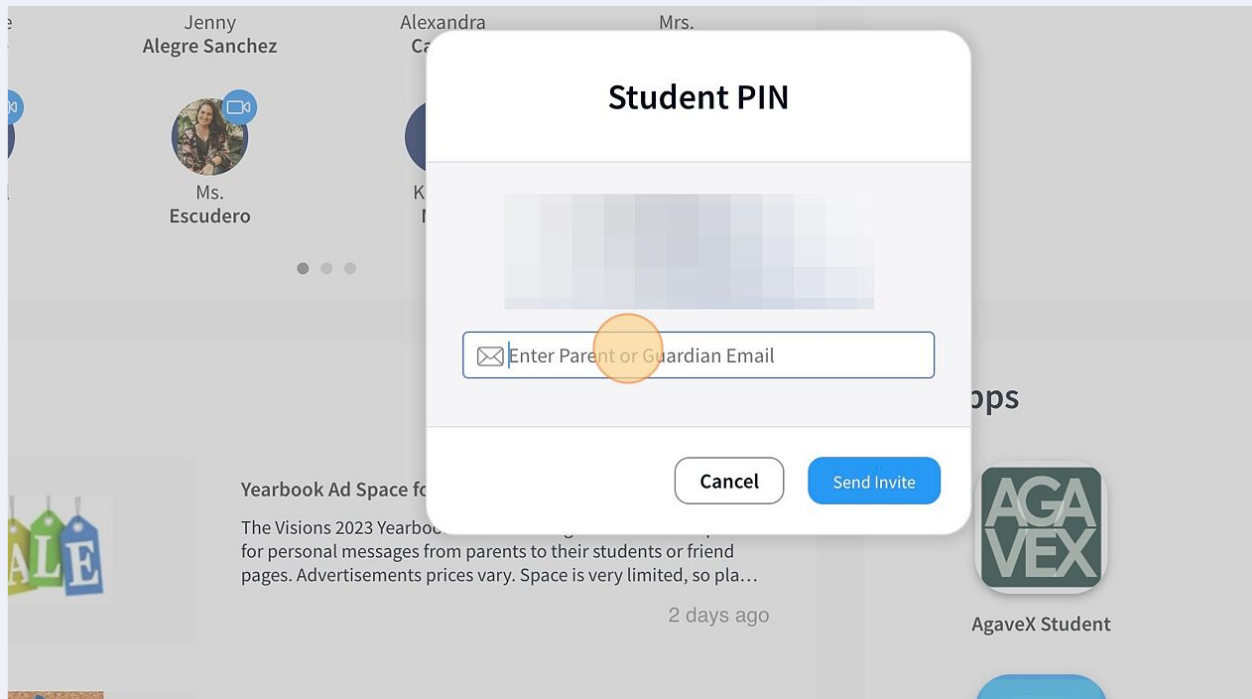 Jenny
Alegre Sanchez
Alexandra
Mrs.
Ms.
Escudero
Student PIN
Enter Parent or Guardian Email
Cancel
Send Invite
Yearbook Ad Space
The Visions 2023
for personal messages from parents to their students or friend
pages. Advertisements prices vary. Space is very limited, so pla…
2 days ago
AGA
VEX
AgaveX Student